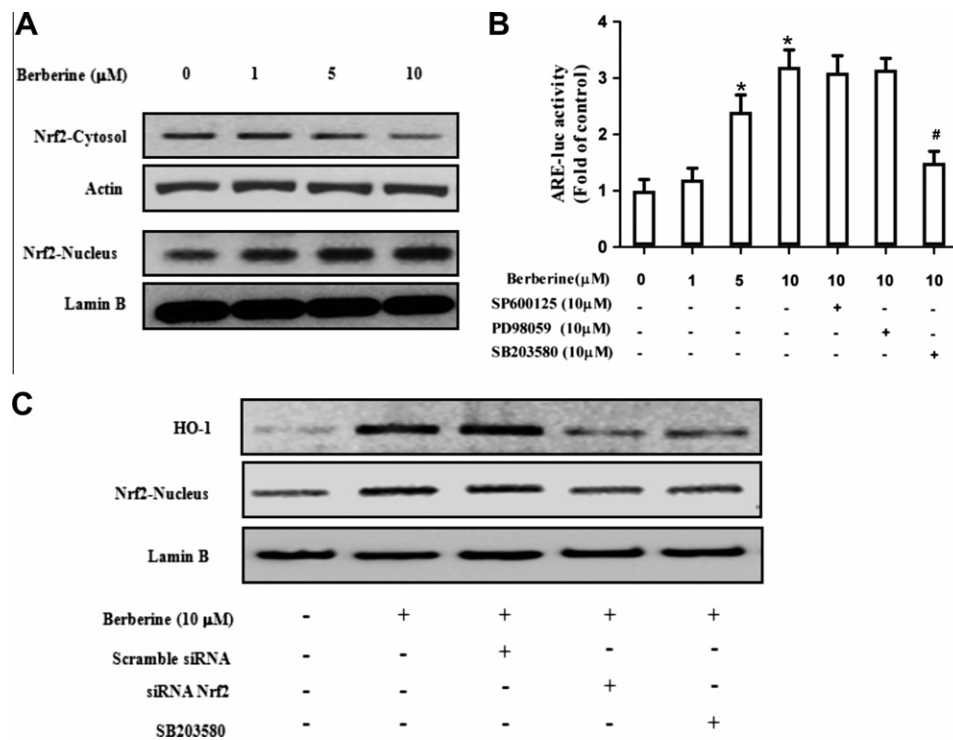 A
Berberine (μM) 0 1 5 10
Nrf2-Cytosol
Actin
Nrf2-Nucleus
Lamin B
B
ARE-luc activity
(Fold of control)
4
3
2
1
0
* * #
Berberine(μM) 0 1 5 10 10 10 10
SP600125 (10μM) - - - - + - -
PD98059 (10μM) - - - - - + -
SB203580 (10μM) - - - - - - +
C
HO-1
Nrf2-Nucleus
Lamin B
Berberine (10 μM) - + + + +
Scramble siRNA - - + - -
siRNA Nrf2 - - - + -
SB203580 - - - - +